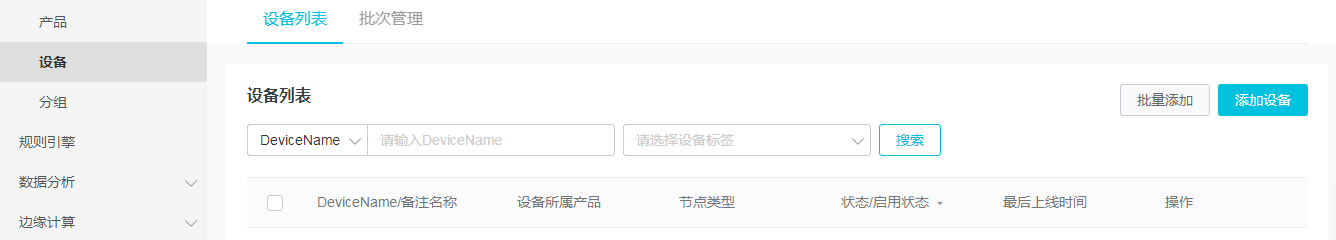 产品
设备
分组
规则引擎
数据分析
边缘计算
设备列表 批次管理
设备列表
批量添加 添加设备
DeviceName 请输入DeviceName 请选择设备标签 搜索
DeviceName/备注名称 设备所属产品 节点类型 状态/启用状态 最后上线时间 操作